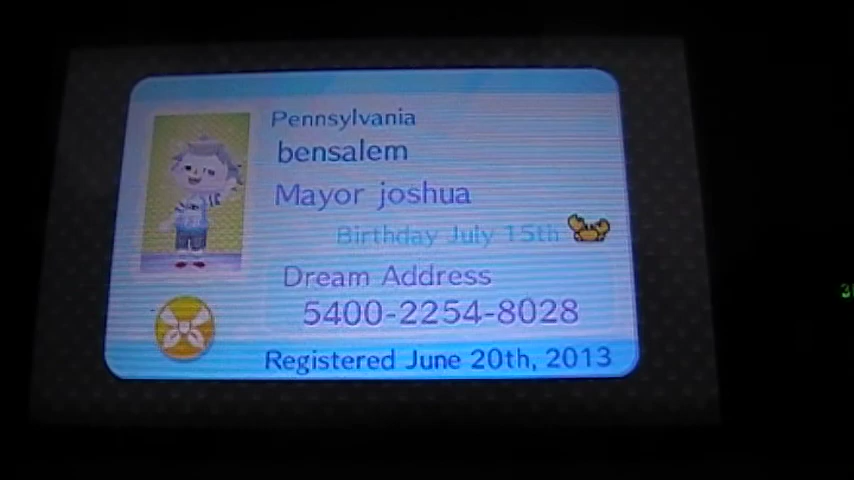 Pennsylvania
bensalem
Mayor joshua
Birthday July 15th
Dream Address
5400-2254-8028
Registered June 20th, 2013